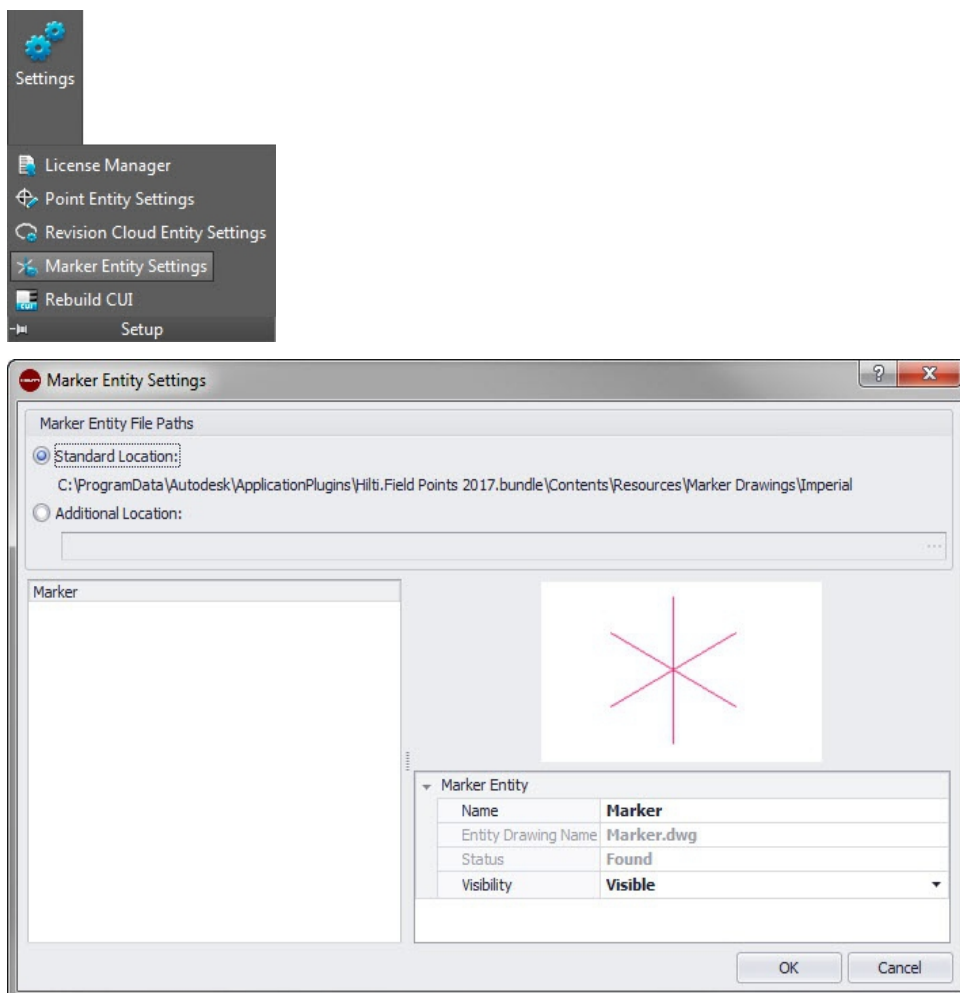 Settings
License Manager
Point Entity Settings
Revision Cloud Entity Settings
Marker Entity Settings
Rebuild CUI
Setup
Marker Entity Settings
Marker Entity File Paths
Standard Location:
C:\ProgramData\Autodesk\ApplicationPlugins\Hilti.Field Points 2017.bundle\Contents\Resources\Marker Drawings\Imperial
Additional Location:
...
Marker
Marker Entity
Name Marker
Entity Drawing Name Marker.dwg
Status Found
Visibility Visible
OK Cancel